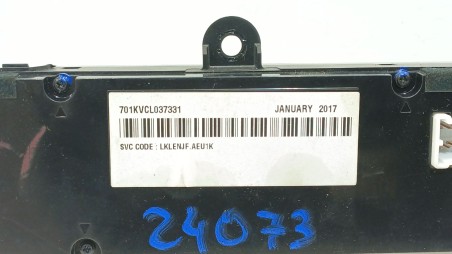 701KVCL037331 JANUARY 2017
SVC CODE : LKLENJF.AEU1K
24073